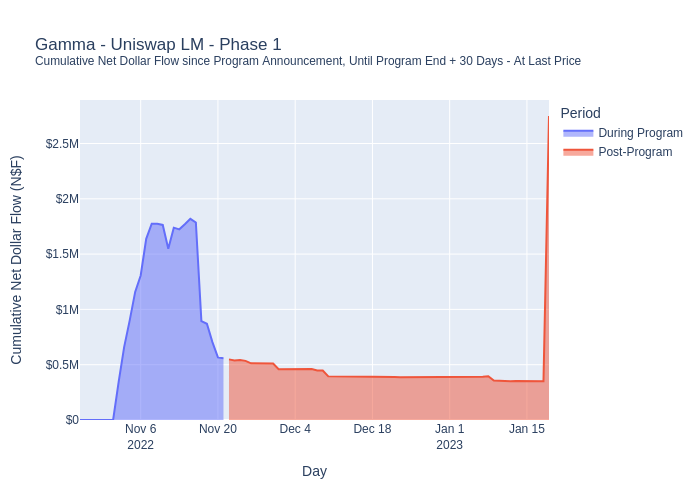 Gamma - Uniswap LM - Phase 1
Cumulative Net Dollar Flow since Program Announcement, Until Program End + 30 Days - At Last Price
Period
During Program
Post-Program
Cumulative Net Dollar Flow (N$F)
$2.5M
$2M
$1.5M
$1M
$0.5M
$0
Nov 6
2022
Nov 20
Dec 4
Dec 18
Jan 1
2023
Jan 15
Day